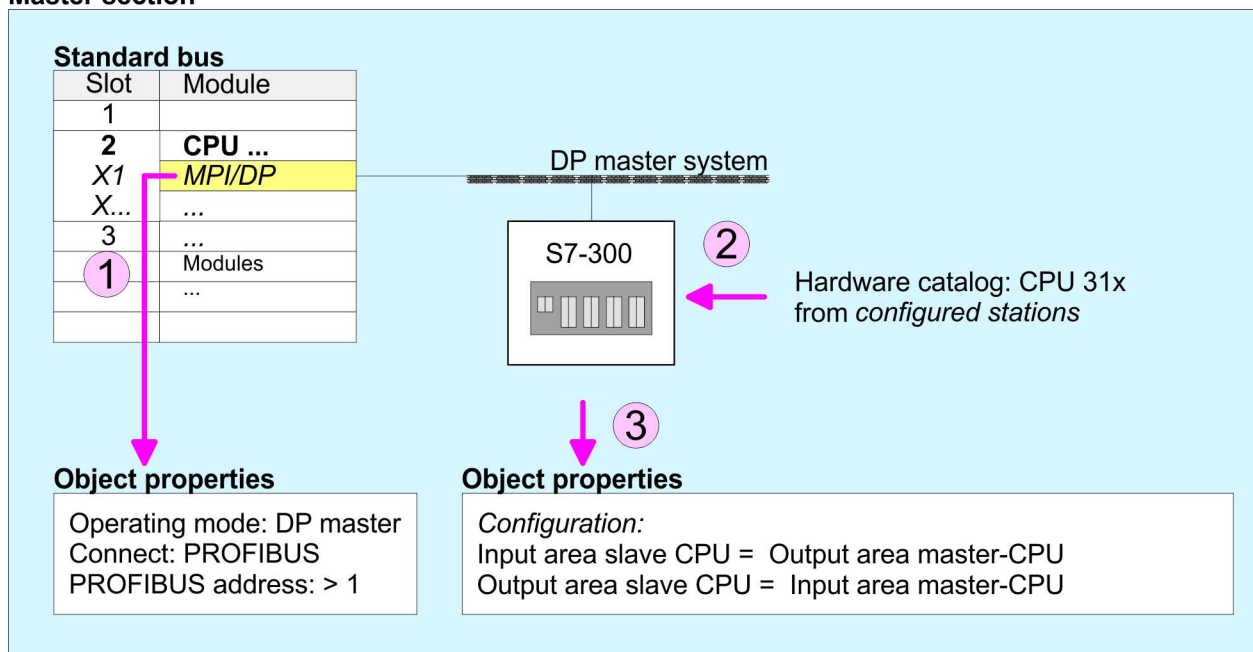 Master section
Standard bus
Slot Module
1
2 CPU ...
X1 MPI/DP
X... ...
3 ...
1 Modules
...
DP master system
S7-300
2
Hardware catalog: CPU 31x
from configured stations
3
Object properties
Operating mode: DP master
Connect: PROFIBUS
PROFIBUS address: > 1
Object properties
Configuration:
Input area slave CPU = Output area master-CPU
Output area slave CPU = Input area master-CPU